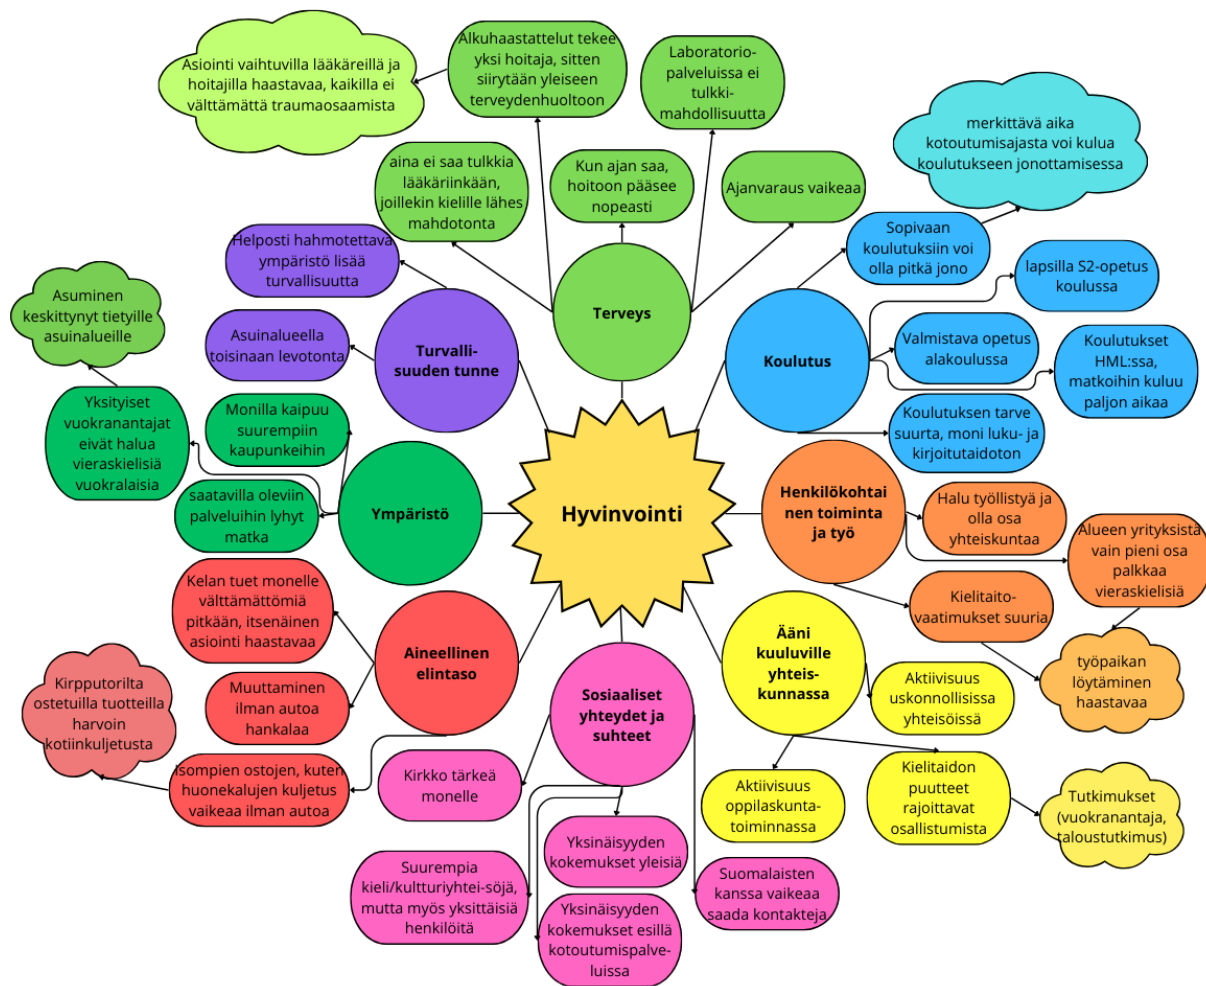 Asiointi vaihtuvilla lääkäreillä ja
hoitajilla haastavaa, kaikilla ei
välttämättä traumaosaamista
Alkuhaastattelut tekee
yksi hoitaja, sitten
siirytään yleiseen
terveydenhuoltoon
Laboratorio-
palveluissa ei
tulkki-
mahdollisuutta
merkittävä aika
kotoutumisajasta voi kulua
koulutukseen jonottamisessa
aina ei saa tulkkia
lääkäriinkään,
joillekin kielille lähes
mahdotonta
Kun ajan saa,
hoitoon pääsee
nopeasti
Ajanvaraus vaikeaa
Helposti hahmotettava
ympäristö lisää
turvallisuutta
Sopivaan
koulutuksiin voi
olla pitkä jono
lapsilla S2-opetus
koulussa
Asuminen
keskittynyt tietyille
asuinalueille
Asuinalueella
toisinaan levotonta
Turvalli-
suuden tunne
Terveys
Koulutus
Valmistava opetus
alakoulussa
Koulutukset
HML:ssa,
matkoihin kuluu
paljon aikaa
Yksityiset
vuokranantajat
eivät halua
vieraskielisiä
vuokralaisia
Monilla kaipuu
suurempiin
kaupunkeihin
Koulutuksen tarve
suurta, moni luku- ja
kirjoitutaidoton
saatavilla oleviin
palveluihin lyhyt
matka
Ympäristö
Hyvinvointi
Henkilökohtai
nen toiminta
ja työ
Halu työllistyä ja
olla osa
yhteiskuntaa
Alueen yrityksistä
vain pieni osa
palkkaa
vieraskielisiä
Kelan tuet monelle
välttämättömiä
pitkään, itsenäinen
asiointi haastavaa
Kielitaito-
vaatimukset suuria
Aineellinen
elintaso
Ääni
kuuluville
yhteis-
kunnassa
työpaikan
löytäminen
haastavaa
Kirpputorilta
ostetuilla tuotteilla
harvoin
kotiinkuljetusta
Muuttaminen
ilman autoa
hankalaa
Sosiaaliset
yhteydet ja
suhteet
Aktiivisuus
uskonnollisissa
yhteisöissä
Isompien ostojen, kuten
huonekalujen kuljetus
vaikeaa ilman autoa
Kirkko tärkeä
monelle
Aktiivisuus
oppilaskunta-
toiminnassa
Kielitaidon
puutteet
rajoittavat
osallistumista
Tutkimukset
(vuokranantaja,
taloustutkimus)
Yksinäisyyden
kokemukset yleisiä
Suurempia
kieli/kultturiyhtei-söjä,
mutta myös yksittäisiä
henkilöitä
Yksinäisyyden
kokemukset esillä
kotoutumispalve-
luissa
Suomalaisten
kanssa vaikeaa
saada kontakteja